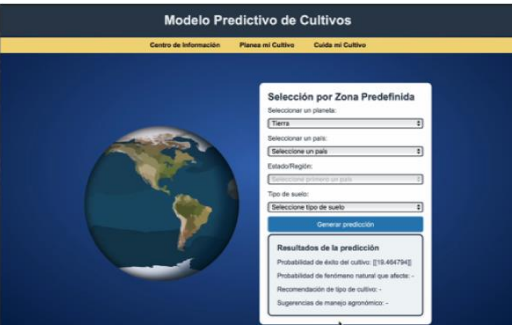 Modelo Predictivo de Cultivos
Centro de Información Planea mi Cultivo Cuida mi Cultivo
Selección por Zona Predefinida
Seleccionar un planeta:
Tierra
Seleccionar un país:
Seleccione un país
Estado/Región:
Seleccione primero un país
Tipo de suelo:
Seleccione tipo de suelo
Generar predicción
Resultados de la predicción
Probabilidad de éxito del cultivo: [[19.464794]]
Probabilidad de fenómeno natural que afecte: -
Recomendación de tipo de cultivo: -
Sugerencias de manejo agronómico: -